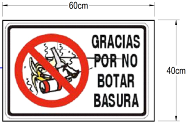 60cm
GRACIAS
POR NO
BOTAR
BASURA
40cm